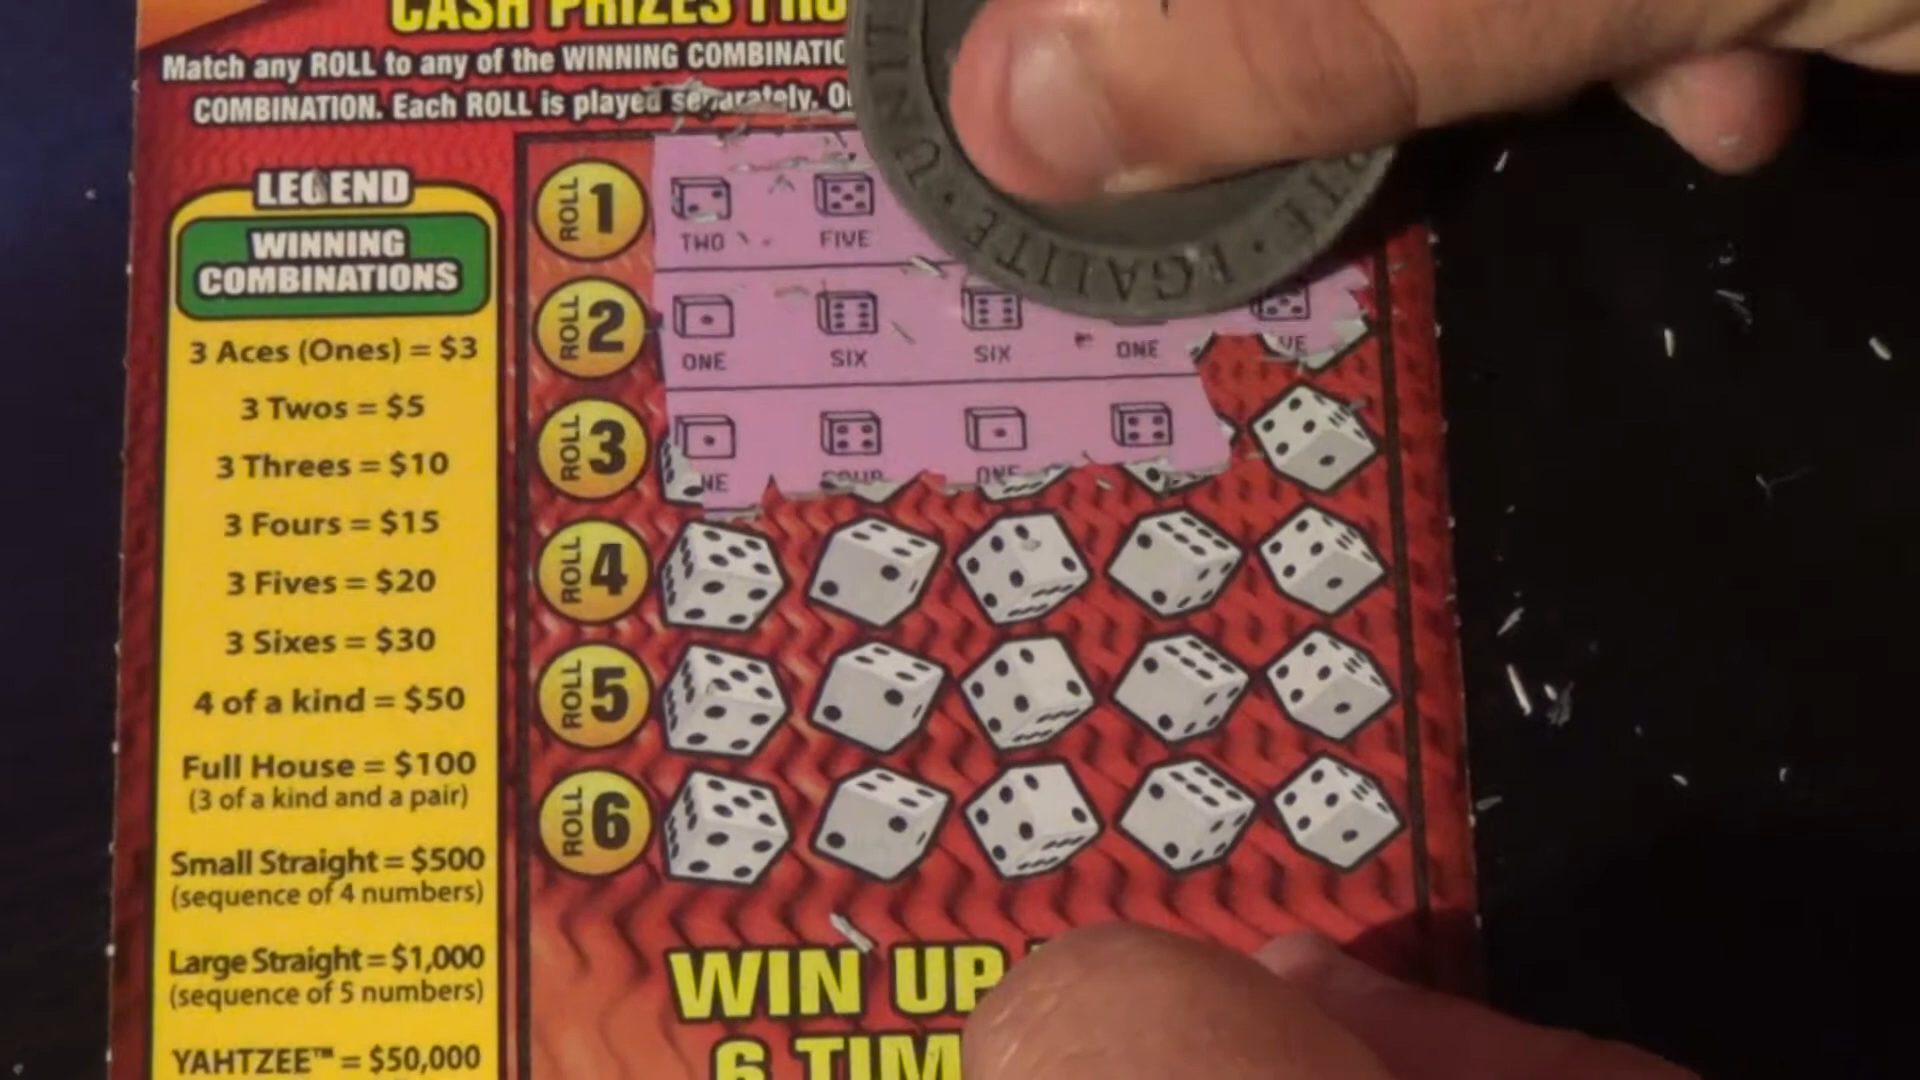 CASH PRIZES
Match any ROLL to any of the WINNING
COMBINATION. Each ROLL is played separately.
LEGEND
WINNING
COMBINATIONS
3 Aces (Ones) = $3
3 Twos = $5
3 Threes = $10
3 Fours = $15
3 Fives = $20
3 Sixes = $30
4 of a kind = $50
Full House = $100
(3 of a kind and a pair)
Small Straight = $500
(sequence of 4 numbers)
Large Straight = $1,000
(sequence of 5 numbers)
YAHTZEE™ = $50,000
ROLL 1
TWO FIVE
ROLL 2
ONE SIX SIX ONE
ROLL 3
FOUR ONE
ROLL 4
ROLL 5
ROLL 6
WIN UP
6
EGALITE